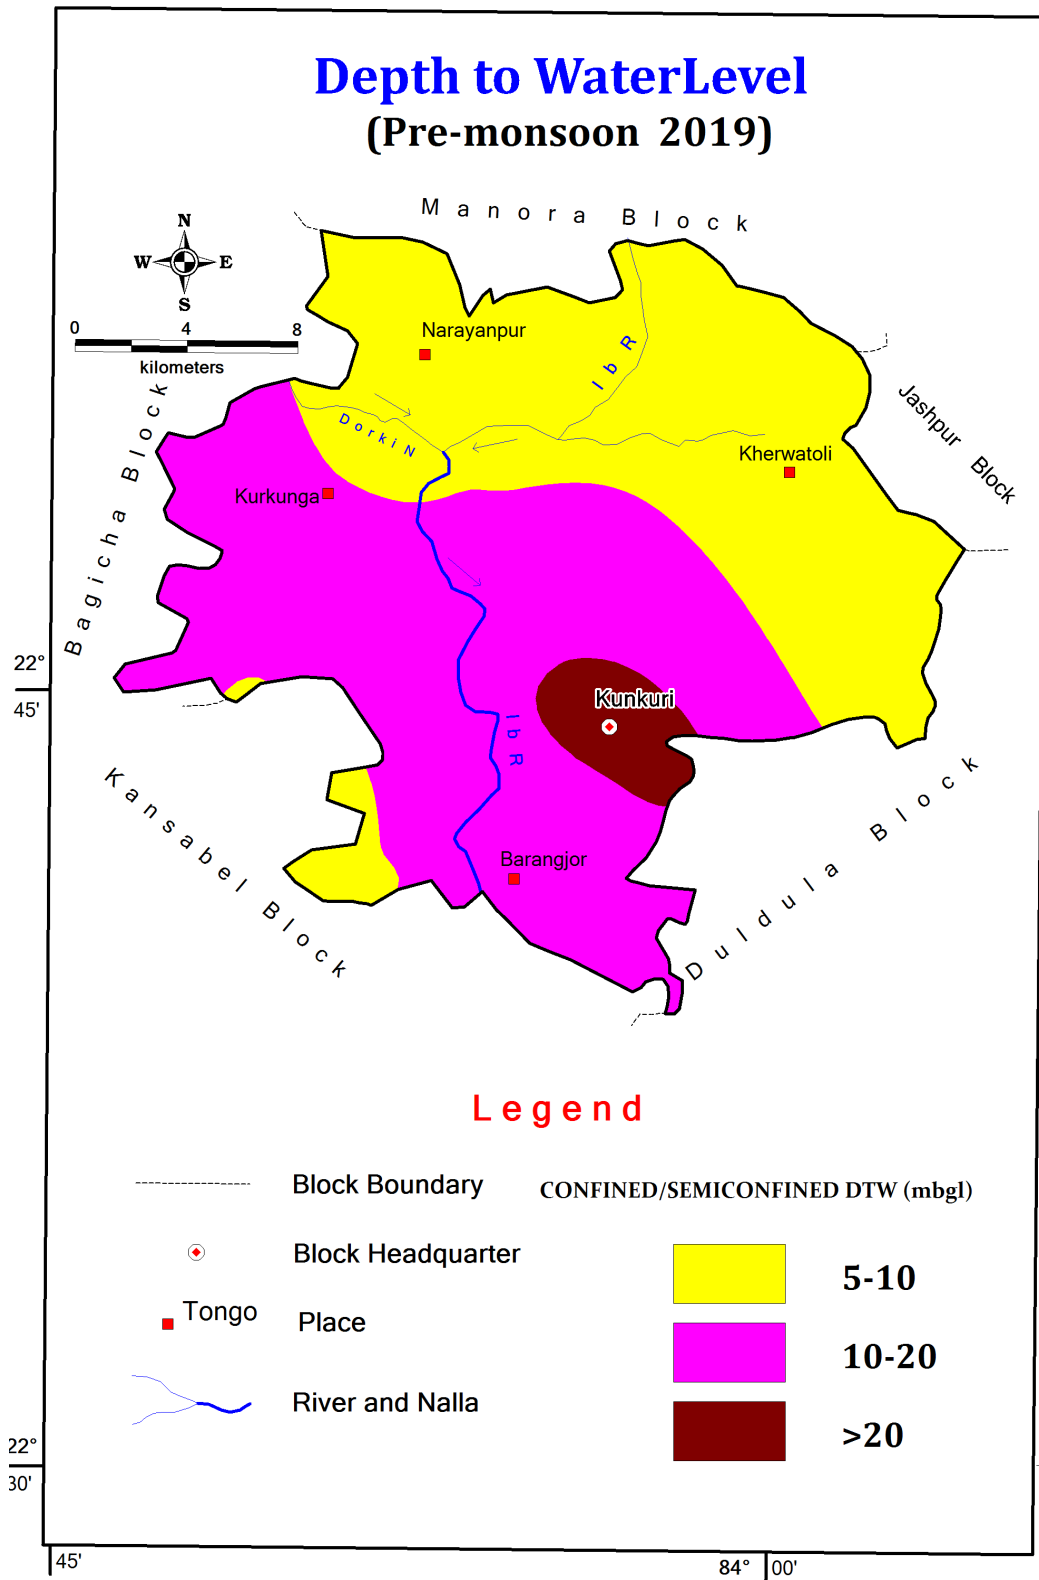 Depth to WaterLevel
(Pre-monsoon 2019)
Manora Block
N
W E
S
0 4 8
kilometers
Narayanpur
Ib R
Jashpur Block
Bagicha Block
Dorki N
Kherwatoli
Kurkunga
22°
45'
Kunkuri
Ib R
Kansabel Block
Duldula Block
Barangjor
Legend
Block Boundary
CONFINED/SEMICONFINED DTW (mbgl)
Block Headquarter
5-10
Tongo
Place
10-20
River and Nalla
>20
22°
30'
45'
84° 00'